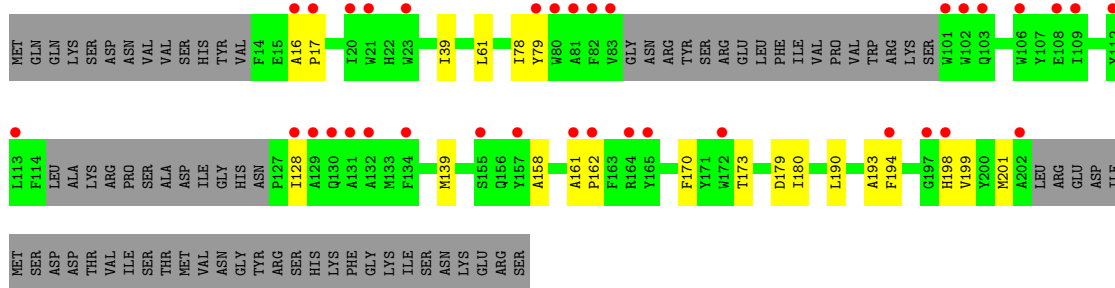 MET GLN GLN LYS SER ASP ASN VAL VAL SER HIS TYR VAL F14 E15 A16 P17 I20 W21 H22 W23 I39 L61 I78 Y79 W80 A81 F82 V83 GLY ASN ARG TYR SER ARG GLU LEU PHE ILE VAL PRO VAL TRP ARG LYS SER W101 W102 Q103 W106 Y107 E108 I109 Y112
L113 F114 LEU ALA LYS ARG PRO SER ALA ASP ILE GLY HIS ASN P127 I128 A129 Q130 A131 A132 M133 F134 M139 S155 Q156 Y157 A158 A161 P162 F163 R164 Y165 F170 Y171 W172 T173 D179 I180 L190 A193 F194 G197 H198 V199 Y200 M201 A202 LEU ARG GLU ASP ILE
MET SER ASP ASP THR VAL ILE SER THR MET VAL ASN GLY TYR ARG SER HIS LYS PHE GLY LYS ILE SER ASN LYS GLU ARG SER